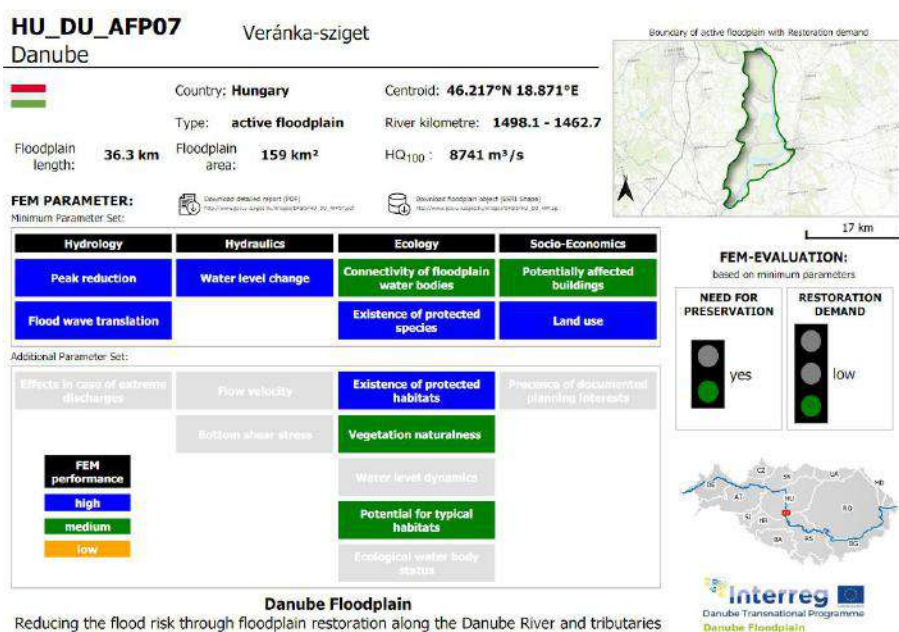 HU_DU_AFP07
Danube
Veránka-sziget
Country: Hungary
Centroid: 46.217°N 18.871°E
Type: active floodplain
River kilometre: 1498.1 - 1462.7
Floodplain length: 36.3 km
Floodplain area: 159 km²
HQ100 : 8741 m³/s
Boundary of active floodplain with Restoration demand
17 km
FEM PARAMETER:
Download detailed report (PDF)
Download floodplain object (ESRI Shape)
Minimum Parameter Set:
Hydrology
Hydraulics
Ecology
Socio-Economics
Peak reduction
Water level change
Connectivity of floodplain water bodies
Potentially affected buildings
Flood wave translation
Existence of protected species
Land use
Additional Parameter Set:
Effects in case of extreme discharges
Flow velocity
Existence of protected habitats
Precence of documented planning interests
Bottom shear stress
Vegetation naturalness
Water level dynamics
Potential for typical habitats
Ecological water body status
FEM performance
high
medium
low
FEM-EVALUATION:
based on minimum parameters
NEED FOR PRESERVATION
yes
RESTORATION DEMAND
low
DE
CZ
AT
SK
HU
UA
MD
SI
HR
BA
RS
RO
BG
Interreg
Danube Transnational Programme
Danube Floodplain
Danube Floodplain
Reducing the flood risk through floodplain restoration along the Danube River and tributaries